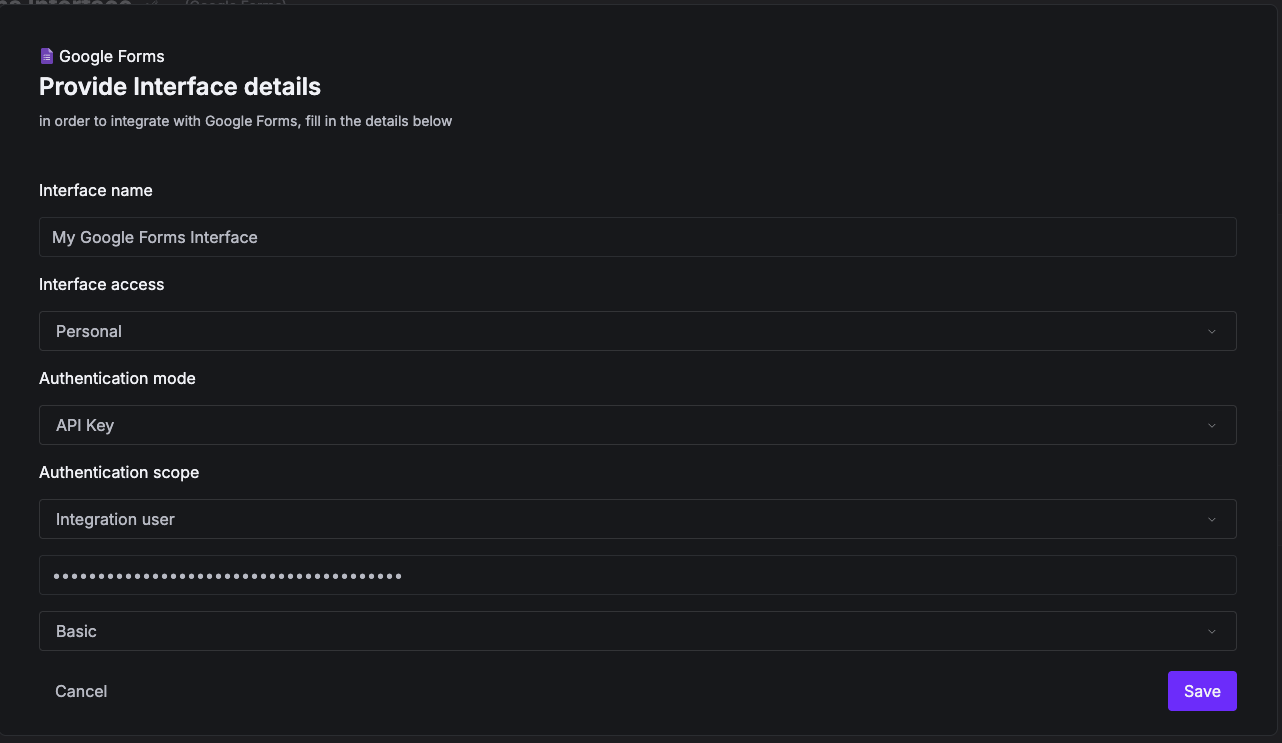 Google Forms
Provide Interface details
in order to integrate with Google Forms, fill in the details below
Interface name
My Google Forms Interface
Interface access
Personal
Authentication mode
API Key
Authentication scope
Integration user
•••••••••••••••••••••••••••••••••••••••
Basic
Cancel
Save